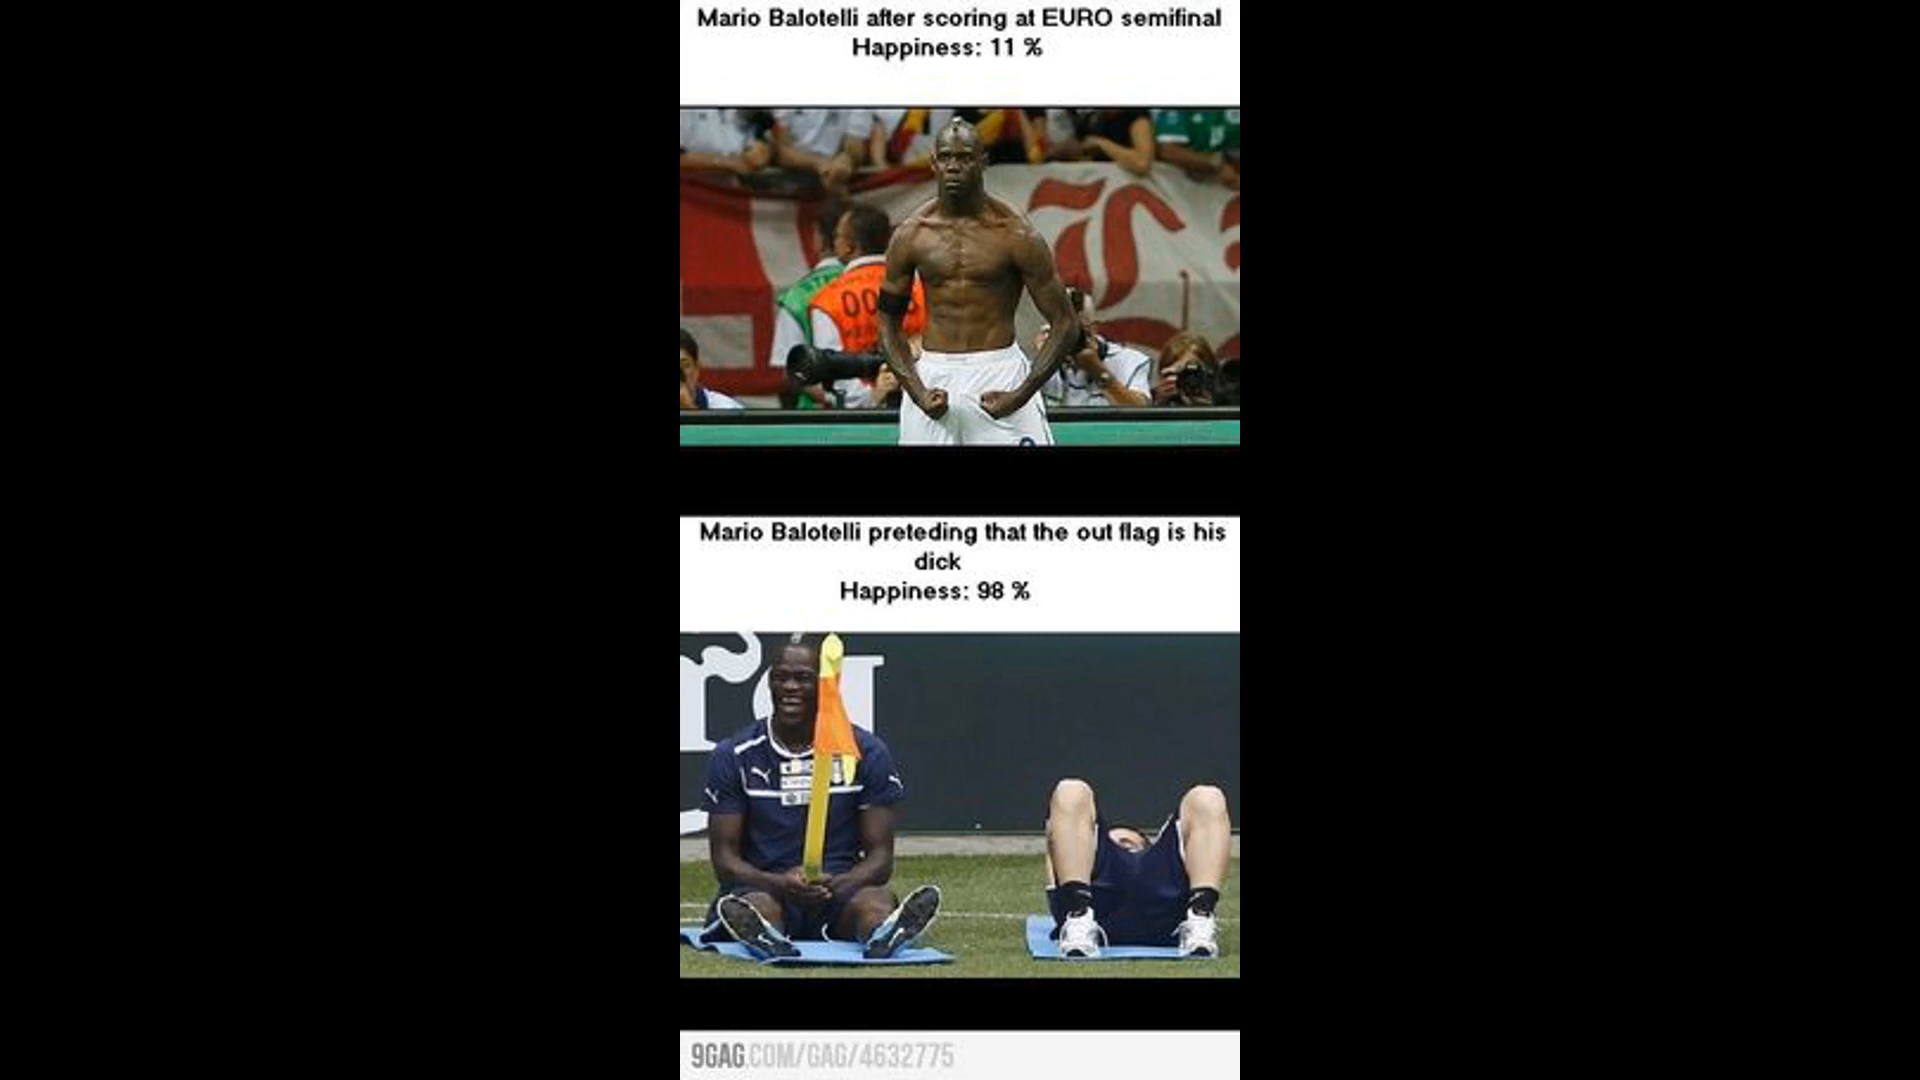 Mario Balotelli after scoring at EURO semifinal
Happiness: 11 %
Mario Balotelli preteding that the out flag is his
dick
Happiness: 98 %
9GAG.COM/GAG/4632775